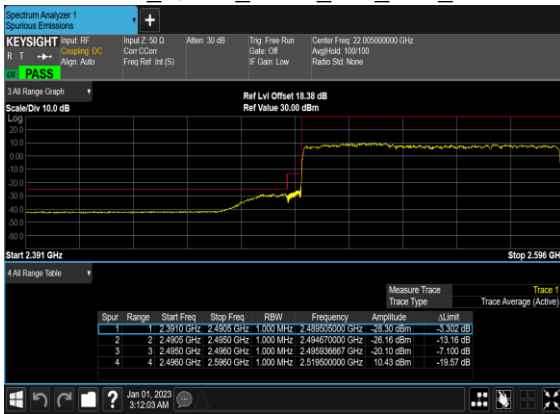 Spectrum Analyzer 1
Spurious Emissions
KEYSIGHT Input: RF Input Z: 50 Ω Atten: 30 dB Trig: Free Run Center Freq: 22.005000000 GHz
R T Coupling: DC Corr CCorr Gate: Off Avg|Hold: 100/100
Align: Auto Freq Ref: Int (S) IF Gain: Low Radio Std: None
PASS
3 All Range Graph Ref Lvl Offset 18.38 dB
Scale/Div 10.0 dB Ref Value 30.00 dBm
Log
20.0
10.0
0.00
-10.0
-20.0
-30.0
-40.0
-50.0
-60.0
Start 2.391 GHz Stop 2.596 GH
4 All Range Table
Measure Trace Trace 1
Trace Type Trace Average (Active)
Spur Range Start Freq Stop Freq RBW Frequency Amplitude ΔLimit
1 1 2.3910 GHz 2.4905 GHz 1.000 MHz 2.489505000 GHz -28.30 dBm -3.302 dB
2 2 2.4905 GHz 2.4950 GHz 1.000 MHz 2.494670000 GHz -26.16 dBm -13.16 dB
3 3 2.4950 GHz 2.4960 GHz 1.000 MHz 2.495936667 GHz -20.10 dBm -7.100 dB
4 4 2.4960 GHz 2.5960 GHz 1.000 MHz 2.519500000 GHz 10.43 dBm -19.57 dB
Jan 01, 2023
3:12:03 AM